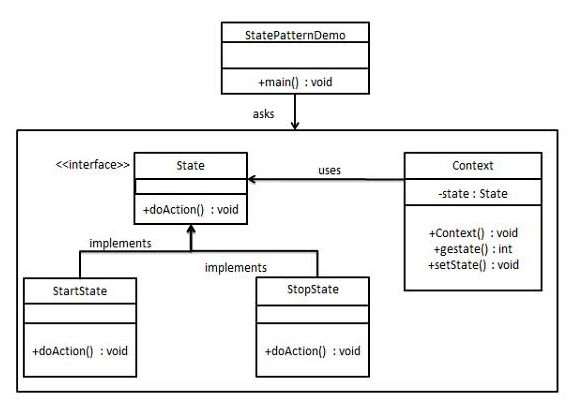 StatePatternDemo
+main() : void
asks
<<interface>>
State
+doAction() : void
uses
Context
-state : State
+Context() : void
+gestate() : int
+setState() : void
implements
implements
StartState
+doAction() : void
StopState
+doAction() : void